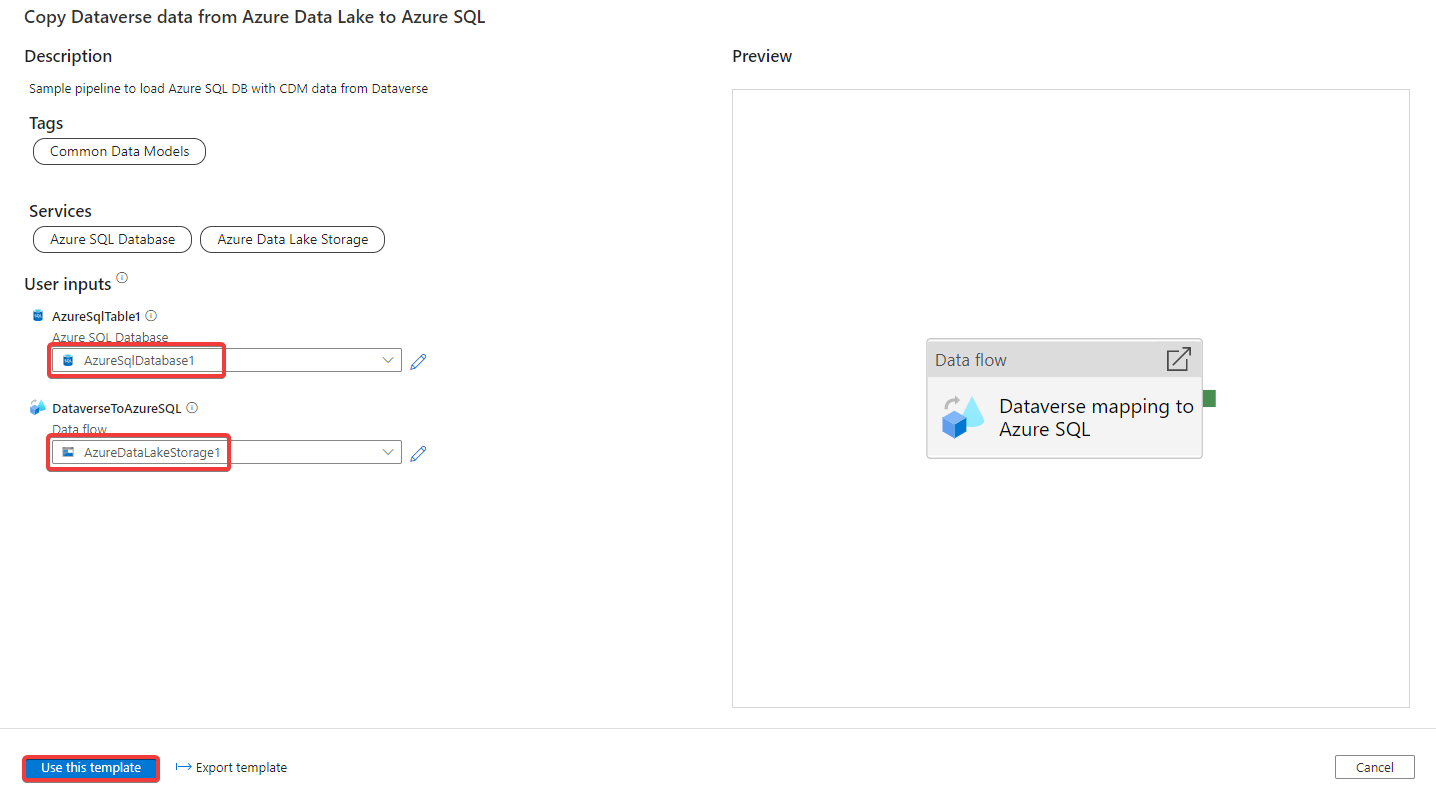 Copy Dataverse data from Azure Data Lake to Azure SQL
Description
Sample pipeline to load Azure SQL DB with CDM data from Dataverse
Tags
Common Data Models
Services
Azure SQL Database
Azure Data Lake Storage
User inputs
AzureSqlTable1
Azure SQL Database
AzureSqlDatabase1
DataverseToAzureSQL
Data flow
AzureDataLakeStorage1
Preview
Data flow
Dataverse mapping to
Azure SQL
Use this template
Export template
Cancel